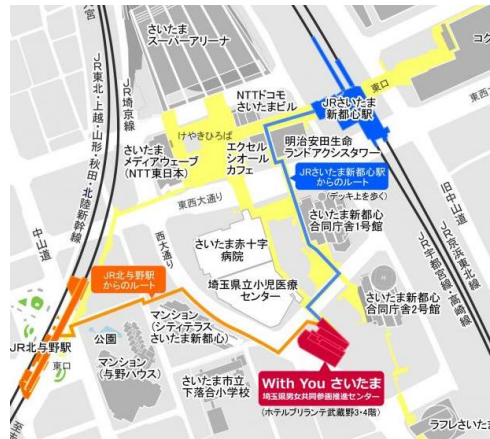 さいたま
スーパーアリーナ
JR東北・上越・山形・秋田・北陸新幹線
JR埼京線
NTTドコモ
さいたまビル
JRさいたま
新都心駅
東口
東西大
コク
けやきひろば
明治安田生命
ランドアクシスタワー
エクセル
シオール
カフェ
さいたま
メディアウェーブ
(NTT東日本)
JRさいたま新都心駅
からのルート
(デッキ上を歩く)
旧中山道
中山道
東西大通り
西大通り
さいたま赤十字
病院
さいたま新都心
合同庁舎1号館
JR京浜東北線
JR宇都宮線・高崎線
JR北与野駅
からのルート
埼玉県立小児医療
センター
さいたま新都心
合同庁舎2号館
JR北与野駅
東口
公園
マンション
(シティテラス
さいたま新都心)
マンション
(与野ハウス)
さいたま市立
下落合小学校
With You さいたま
埼玉県男女共同参画推進センター
(ホテルブリランテ武蔵野3・4階)
ラフレさいたま